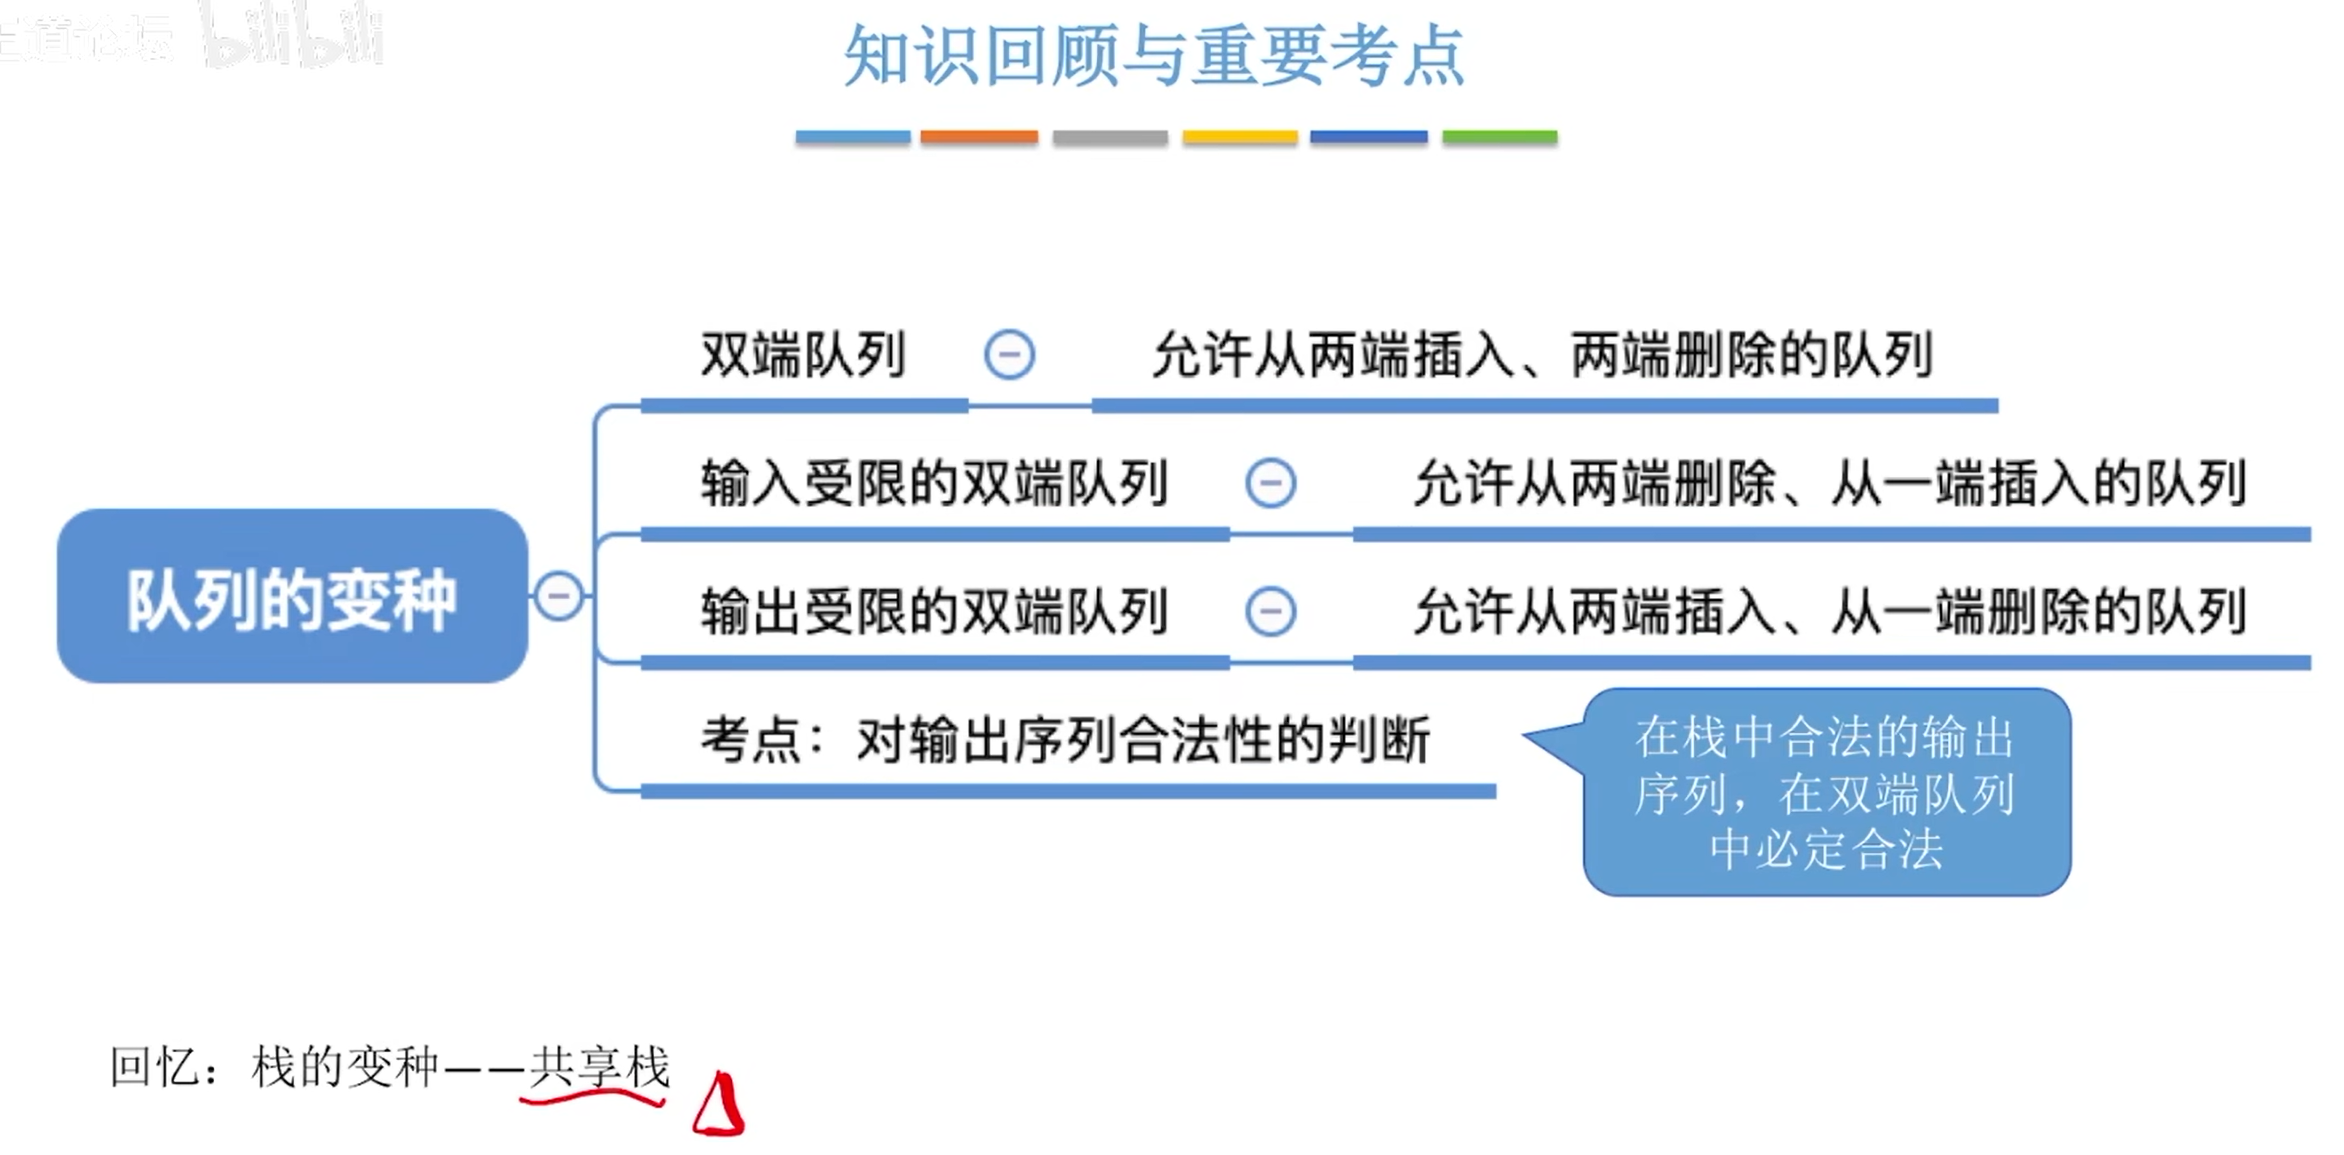 道论坛 bilibili
知识回顾与重要考点
双端队列
允许从两端插入、两端删除的队列
输入受限的双端队列
允许从两端删除、从一端插入的队列
队列的变种
输出受限的双端队列
允许从两端插入、从一端删除的队列
考点：对输出序列合法性的判断
在栈中合法的输出
序列，在双端队列
中必定合法
回忆：栈的变种——共享栈